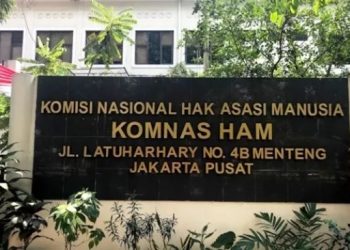 KOMISI NASIONAL HAK ASASI MANUSIA
KOMNAS HAM
JL. LATUHARHARY NO. 4B MENTENG
JAKARTA PUSAT